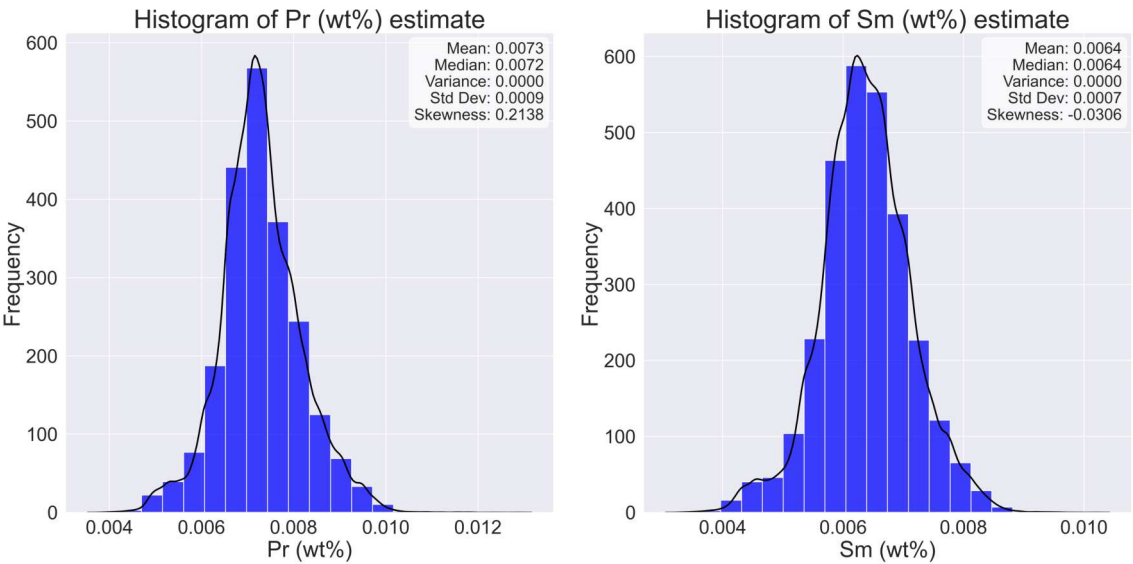 Histogram of Pr (wt%) estimate
Mean: 0.0073
Median: 0.0072
Variance: 0.0000
Std Dev: 0.0009
Skewness: 0.2138
Frequency
600
500
400
300
200
100
0
0.004 0.006 0.008 0.010 0.012
Pr (wt%)
Histogram of Sm (wt%) estimate
Mean: 0.0064
Median: 0.0064
Variance: 0.0000
Std Dev: 0.0007
Skewness: -0.0306
Frequency
600
500
400
300
200
100
0
0.004 0.006 0.008 0.010
Sm (wt%)